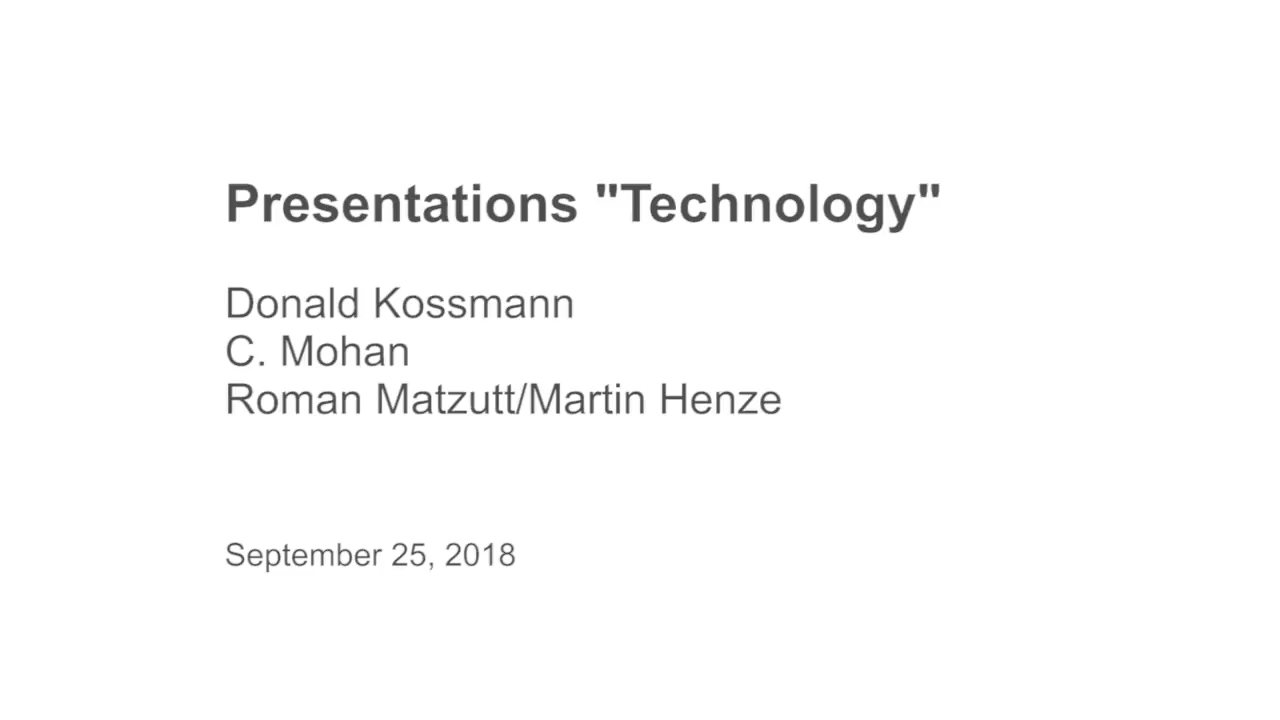 Presentations "Technology"
Donald Kossmann
C. Mohan
Roman Matzutt/Martin Henze
September 25, 2018